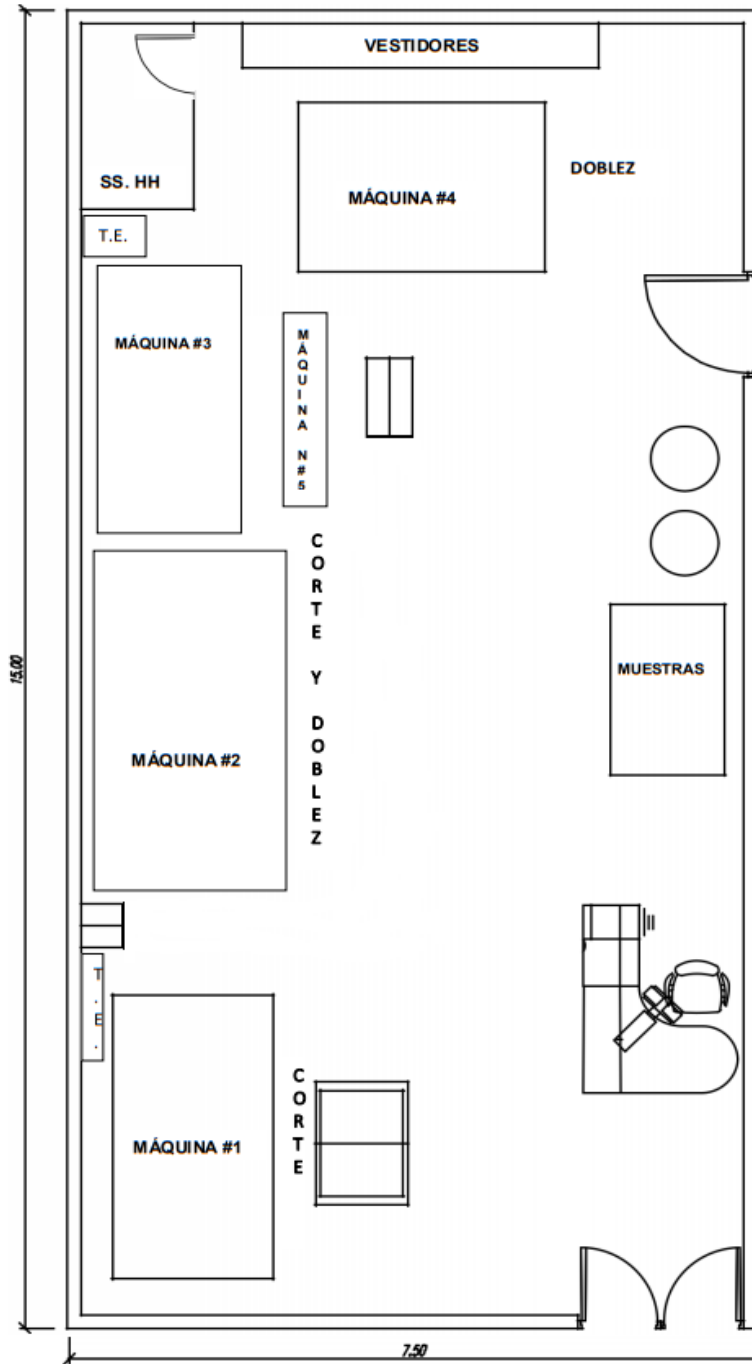 VESTIDORES
SS. HH
MÁQUINA #4
DOBLEZ
T.E.
MÁQUINA #3
MÁQUINA N#5
CORTE Y DOBLEZ
15.00
MUESTRAS
MÁQUINA #2
T.E.
CORTE
MÁQUINA #1
7.50